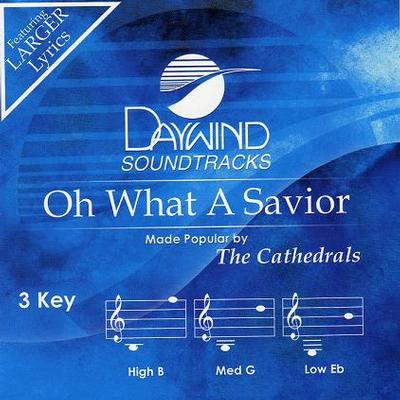 Featuring
LARGER
Lyrics
DAYWIND
SOUNDTRACKS
Oh What A Savior
Made Popular by
The Cathedrals
3 Key
High B
Med G
Low Eb